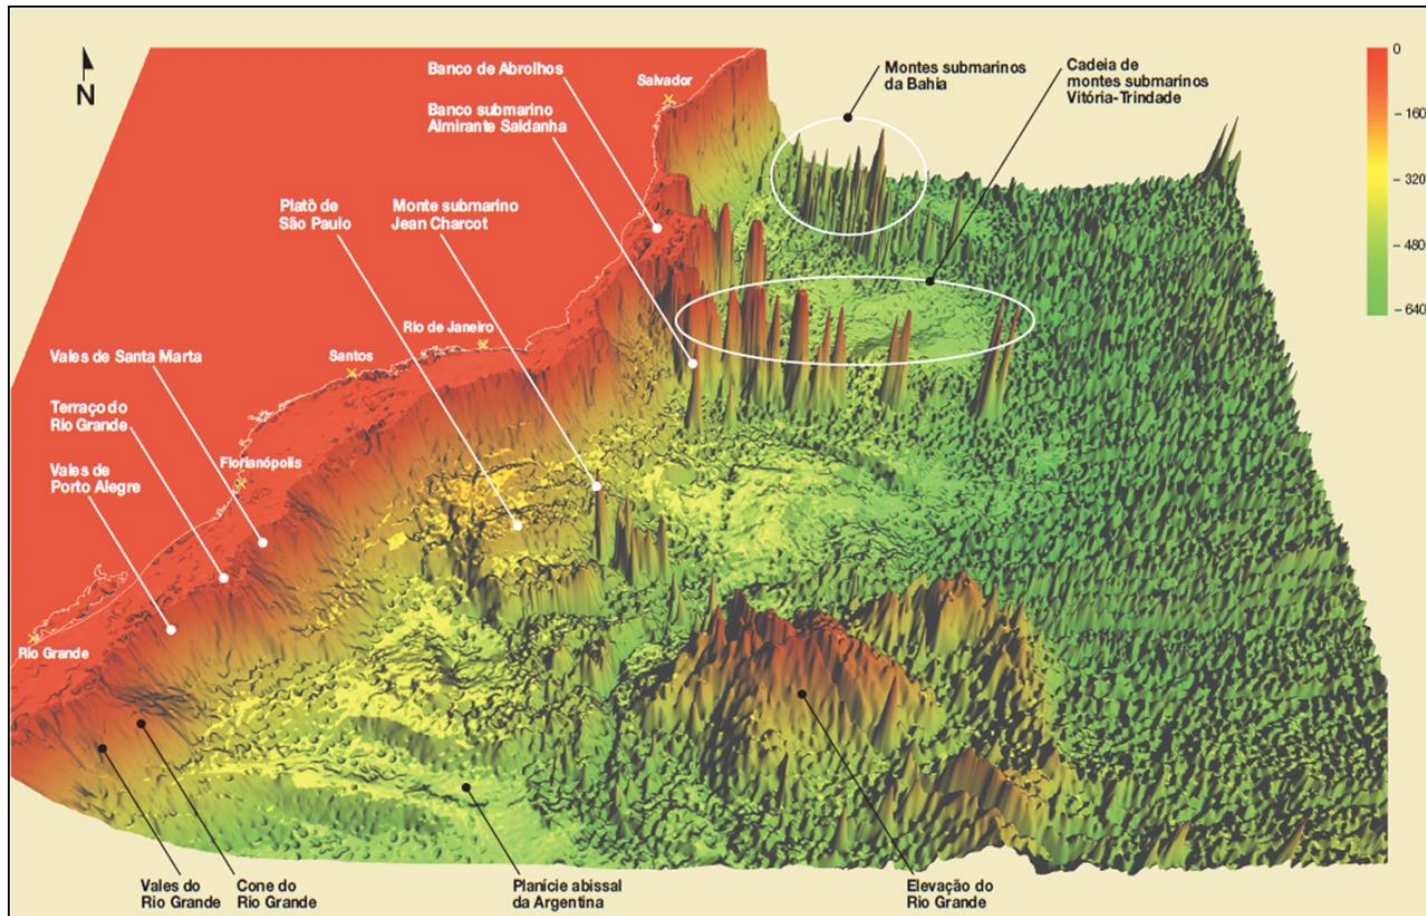 N
Banco de Abrolhos
Salvador
Montes submarinos
da Bahia
Cadeia de
montes submarinos
Vitória-Trindade
0
– 160
– 320
– 480
– 640
Banco submarino
Almirante Saldanha
Platô de
São Paulo
Monte submarino
Jean Charcot
Rio de Janeiro
Santos
Vales de Santa Marta
Terraço do
Rio Grande
Florianópolis
Vales de
Porto Alegre
Rio Grande
Vales do
Rio Grande
Cone do
Rio Grande
Planície abissal
da Argentina
Elevação do
Rio Grande